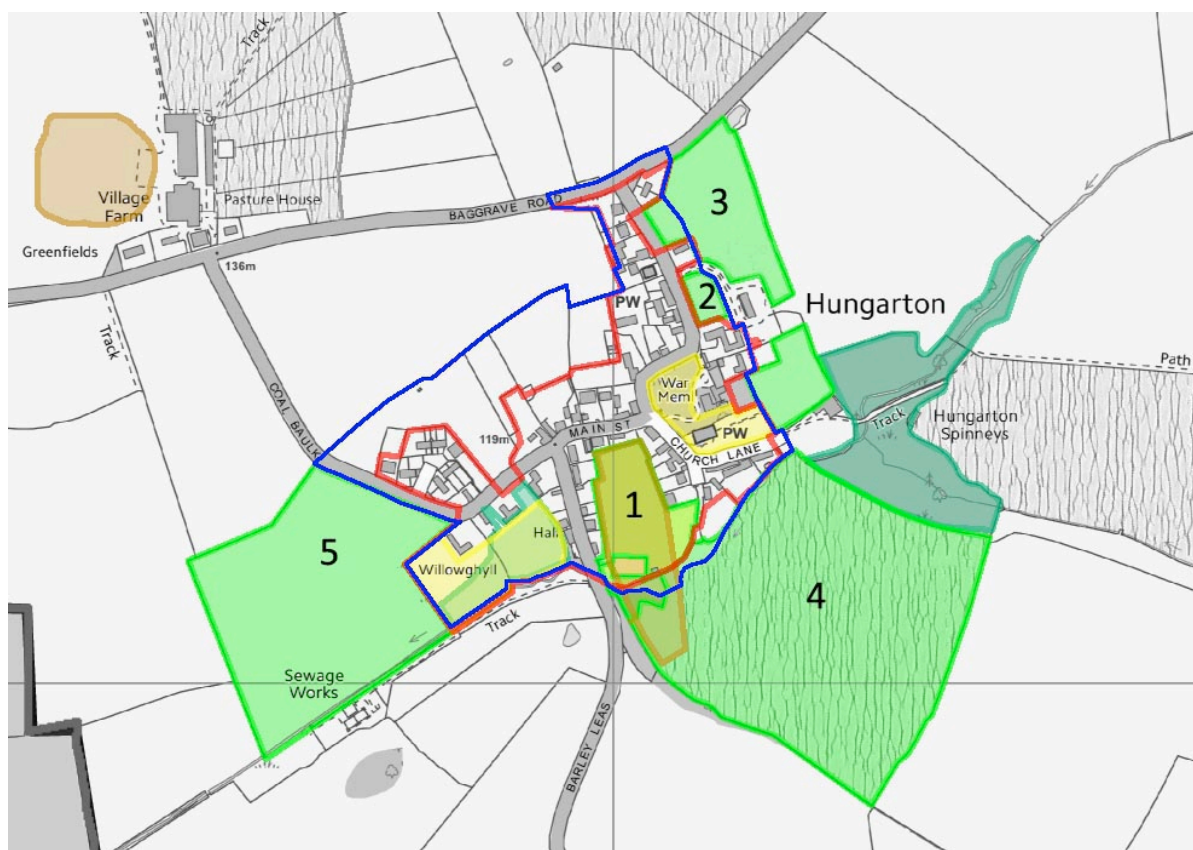 Track
Village
Farm
Pasture House
BAGGRAVE ROAD
3
Greenfields
136m
PW
2
Hungarton
Track
COAL BAULK
War
Mem
Path
119m
MAIN ST
PW
Track
Hungarton
Spinneys
CHURCH LANE
1
5
Hall
Willowghyll
4
Track
Sewage
Works
BARLEY LEAS